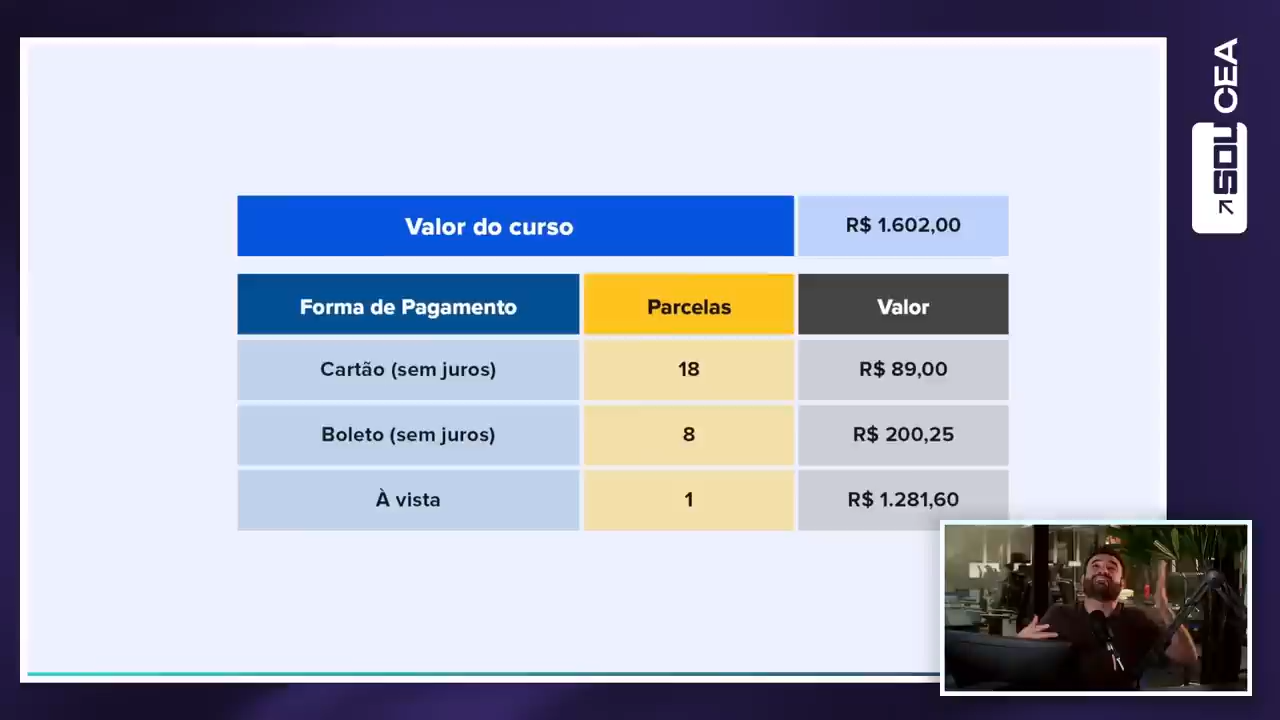 Valor do curso R$ 1.602,00
Forma de Pagamento Parcelas Valor
Cartão (sem juros) 18 R$ 89,00
Boleto (sem juros) 8 R$ 200,25
À vista 1 R$ 1.281,60
SOU CEA